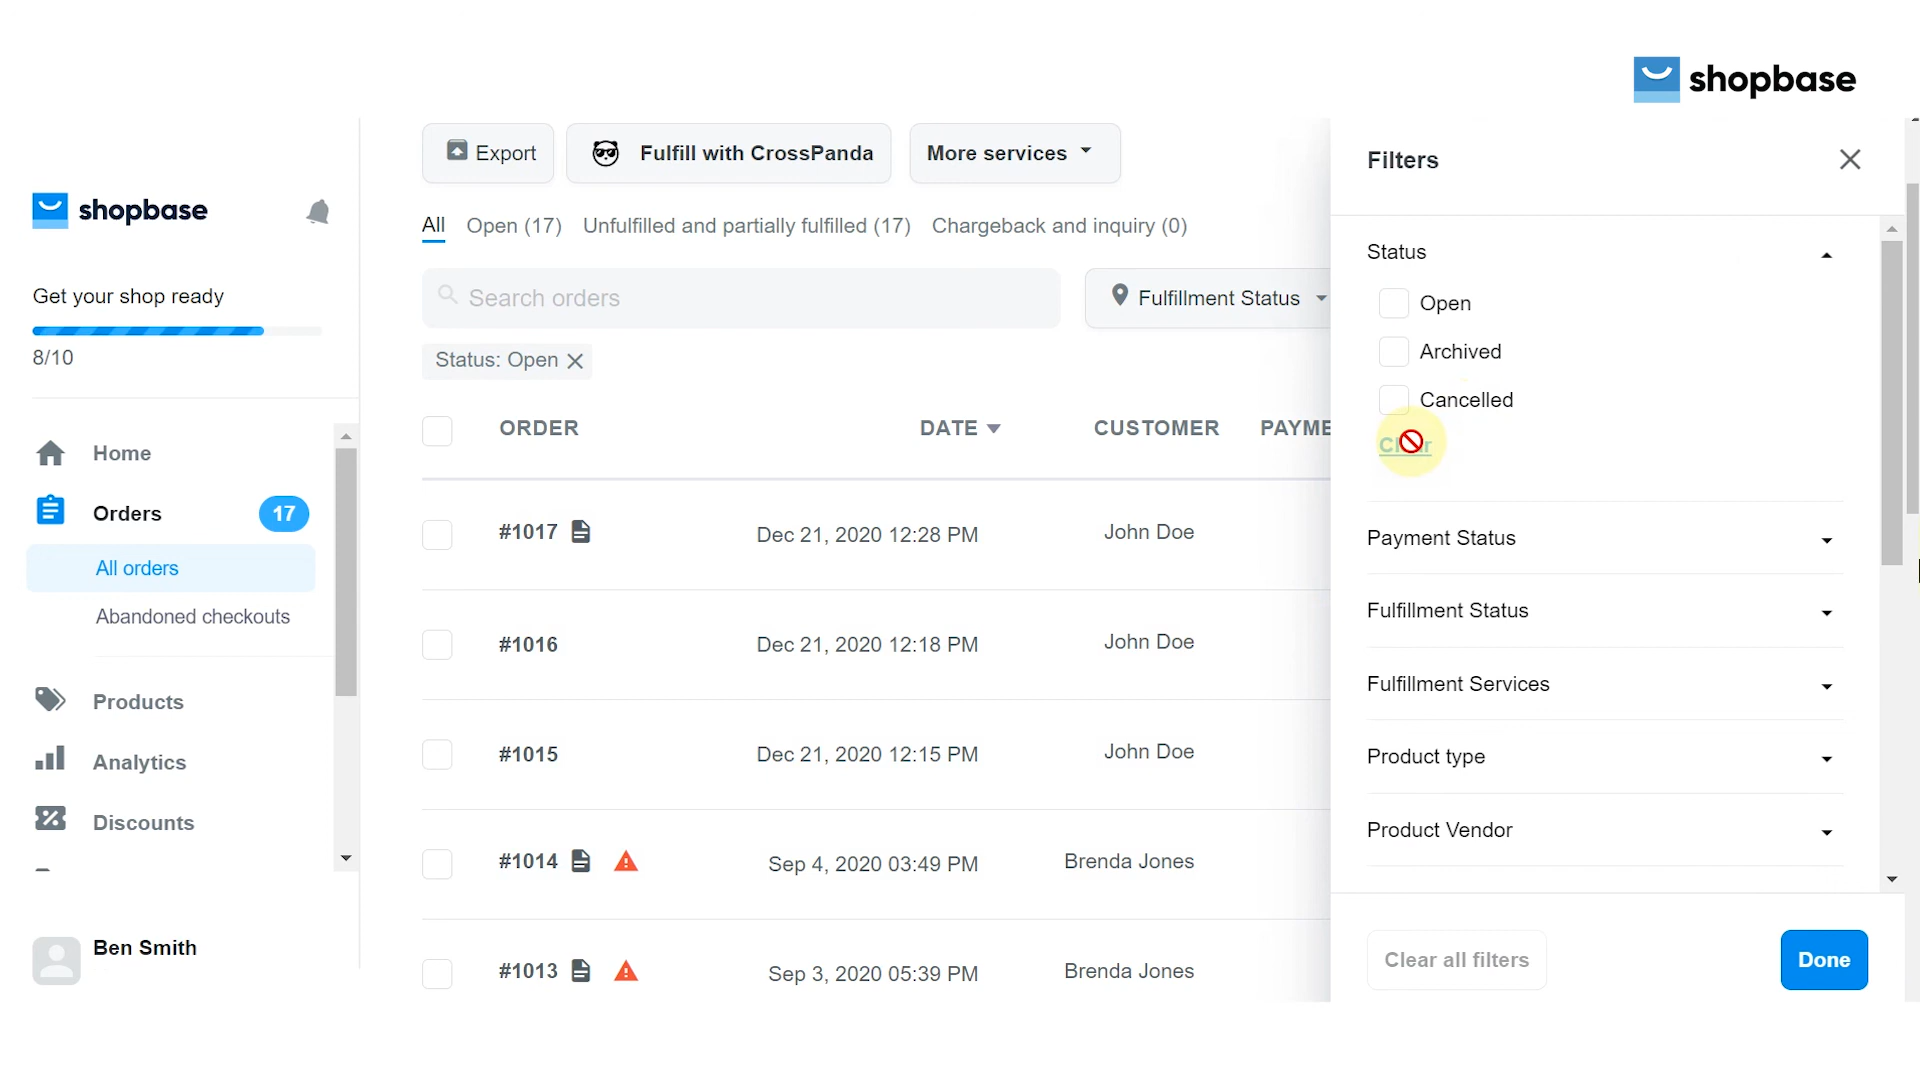 shopbase
Export
Fulfill with CrossPanda
More services
Filters
shopbase
All
Open (17)
Unfulfilled and partially fulfilled (17)
Chargeback and inquiry (0)
Status
Get your shop ready
8/10
Search orders
Fulfillment Status
Open
Archived
Cancelled
Clear
Status: Open
ORDER
DATE
CUSTOMER
PAYME
Home
Orders
17
All orders
Abandoned checkouts
Products
Analytics
Discounts
#1017
Dec 21, 2020 12:28 PM
John Doe
#1016
Dec 21, 2020 12:18 PM
John Doe
#1015
Dec 21, 2020 12:15 PM
John Doe
#1014
Sep 4, 2020 03:49 PM
Brenda Jones
#1013
Sep 3, 2020 05:39 PM
Brenda Jones
Payment Status
Fulfillment Status
Fulfillment Services
Product type
Product Vendor
Ben Smith
Clear all filters
Done